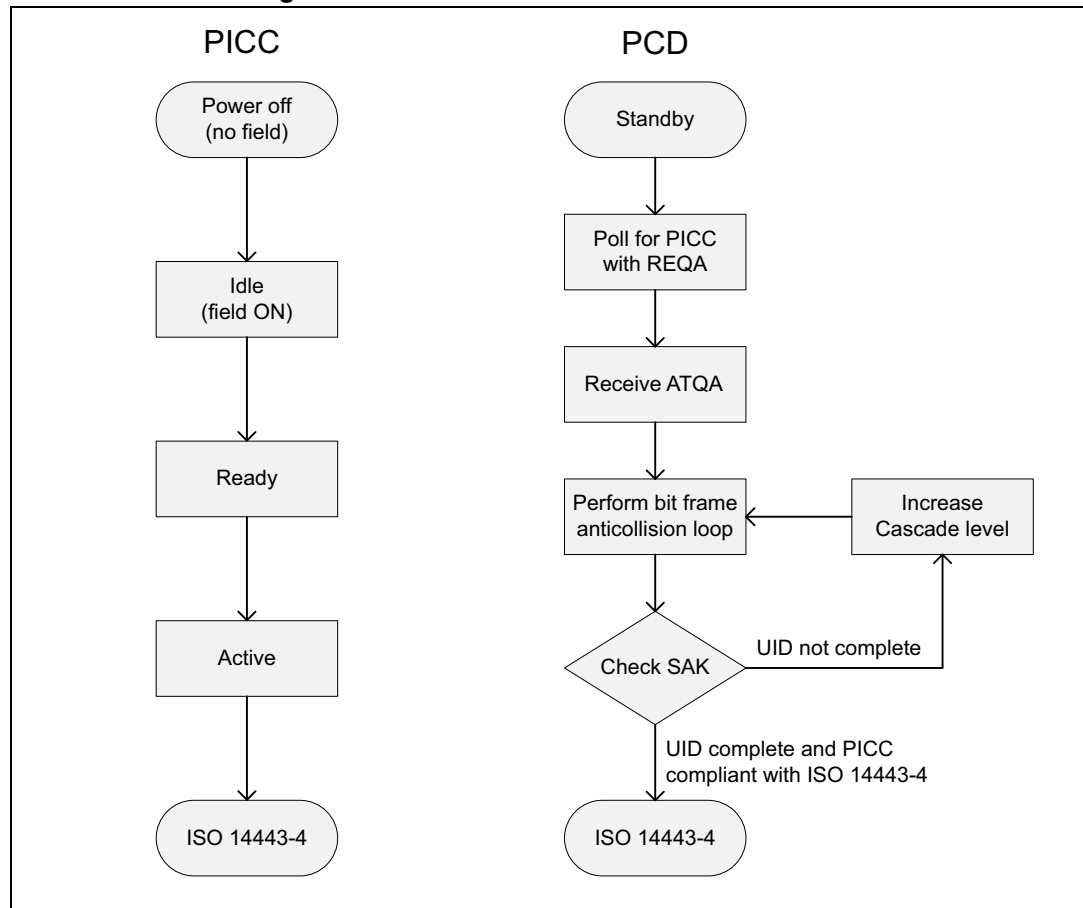 PICC
Power off
(no field)
Idle
(field ON)
Ready
Active
ISO 14443-4
PCD
Standby
Poll for PICC
with REQA
Receive ATQA
Perform bit frame
anticollision loop
Increase
Cascade level
Check SAK
UID not complete
UID complete and PICC
compliant with ISO 14443-4
ISO 14443-4